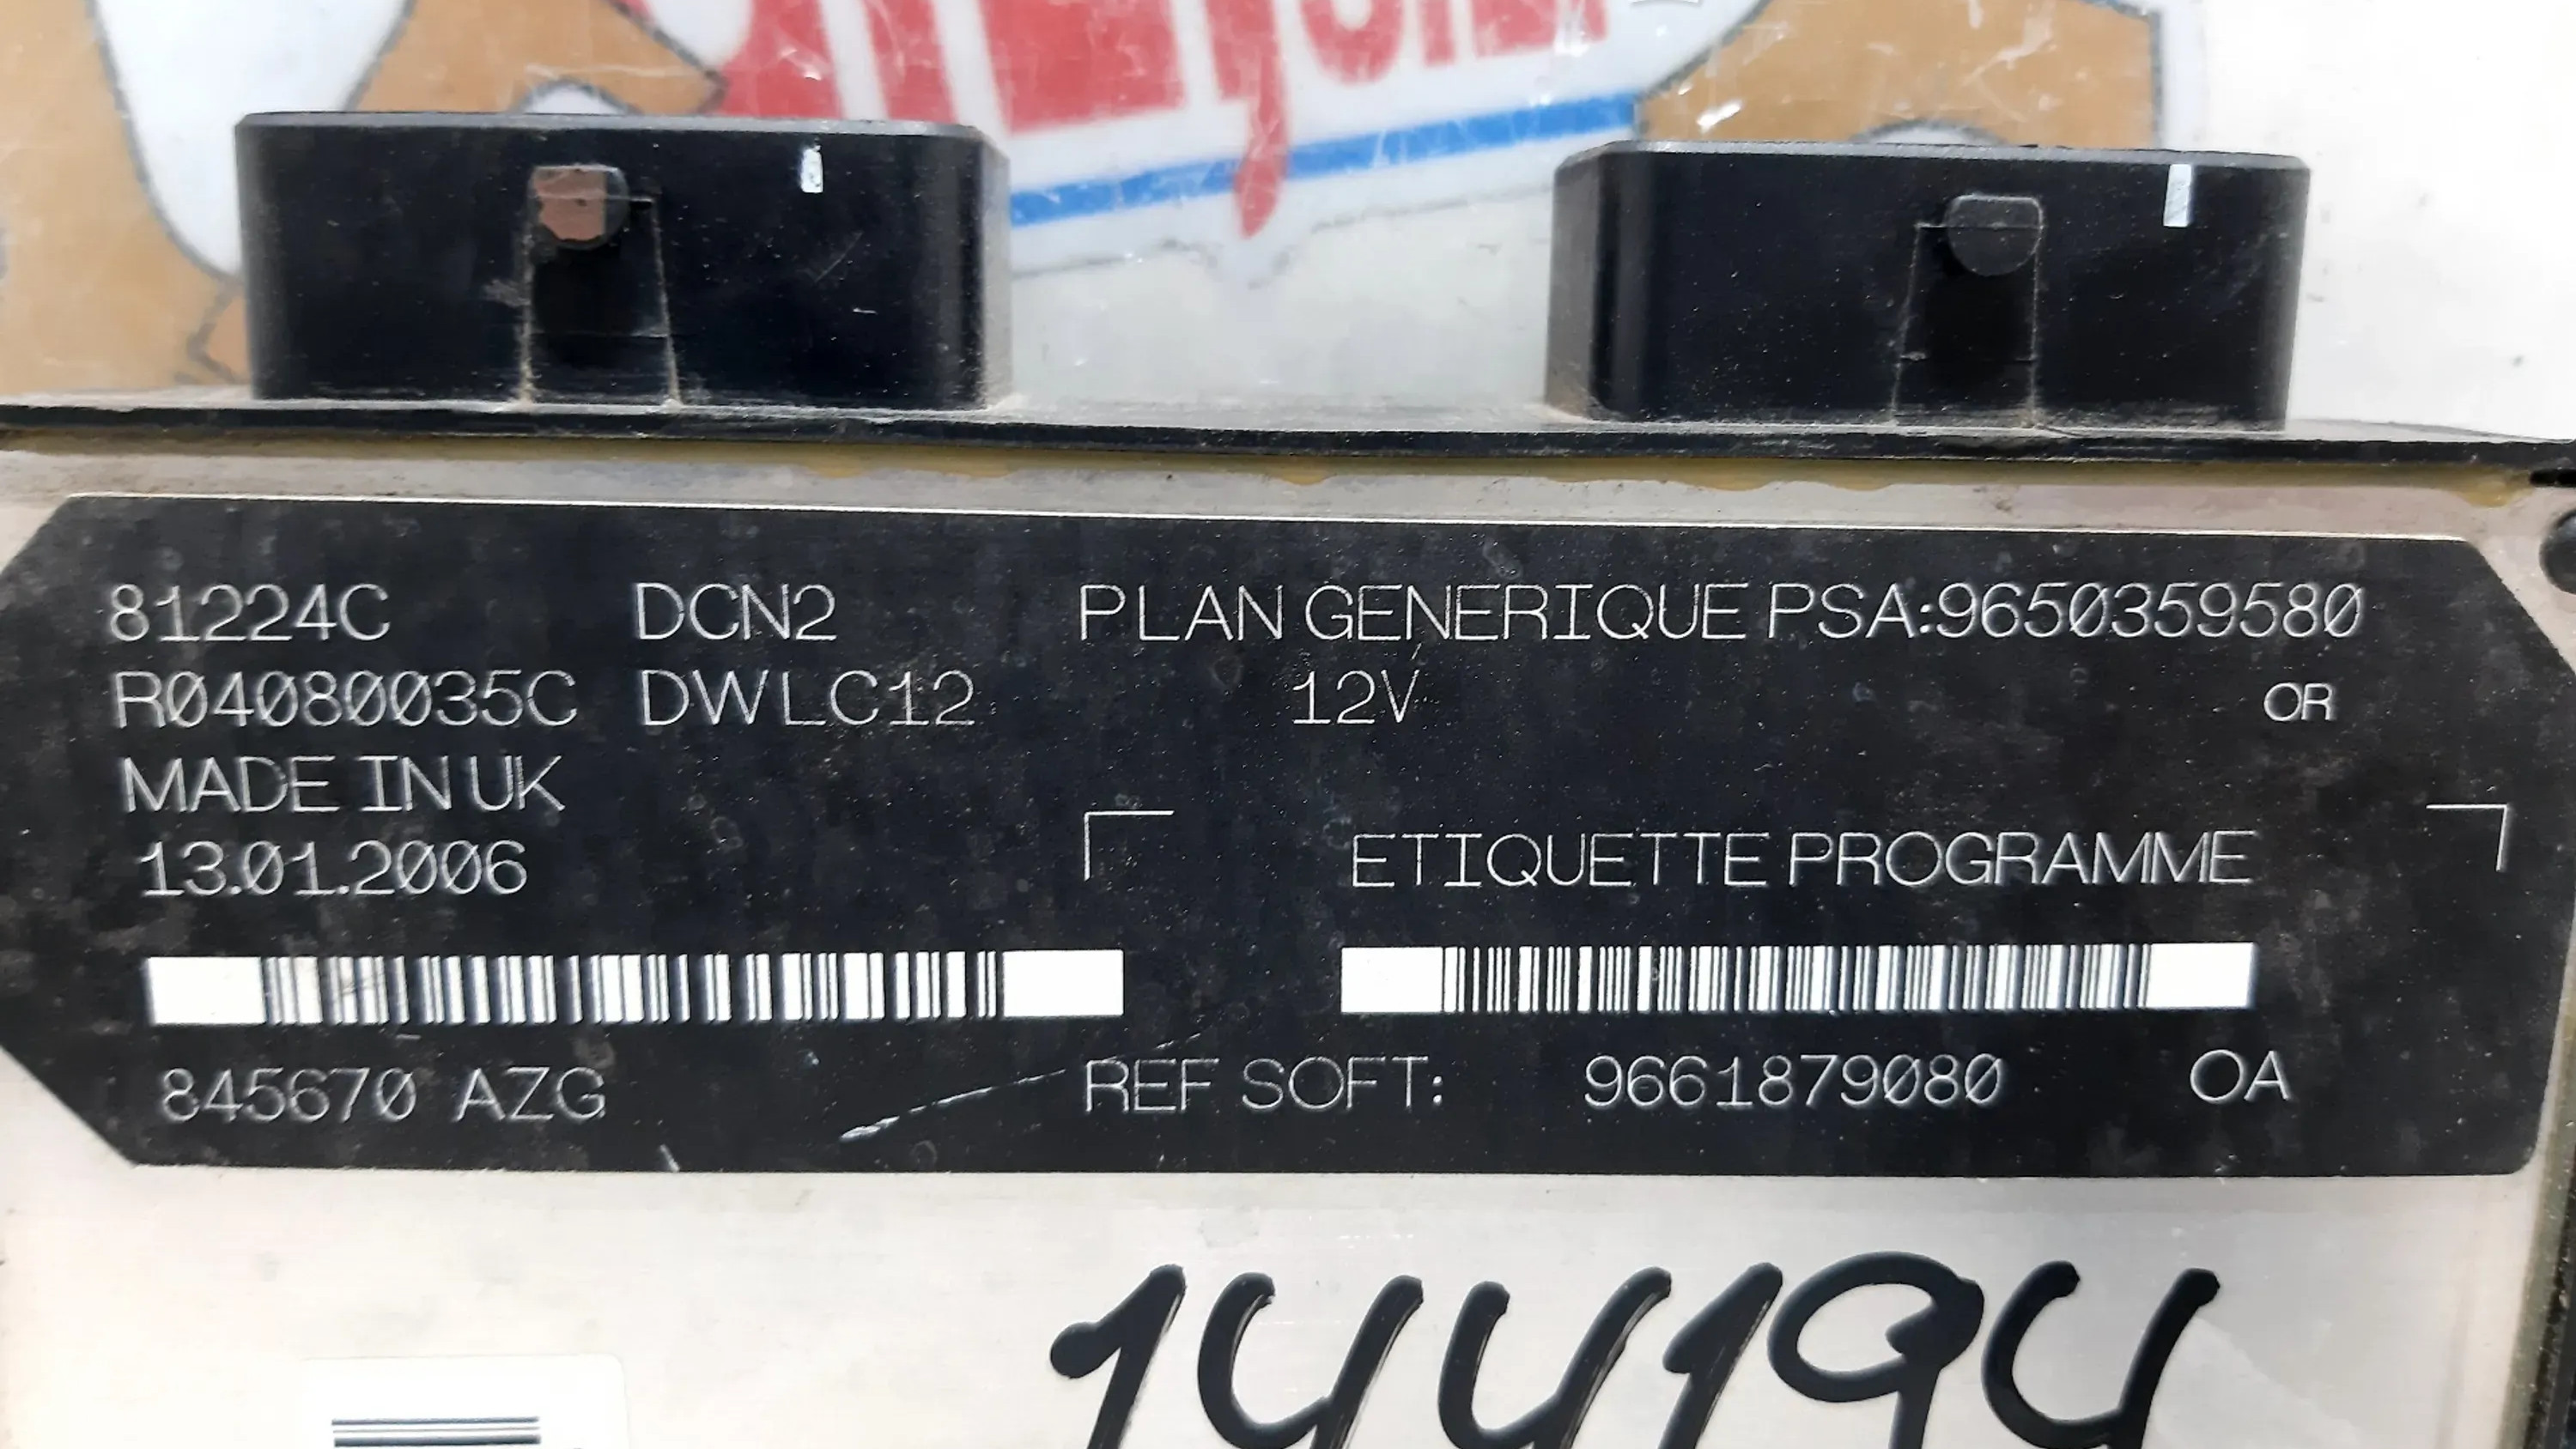 81224C DCN2 PLAN GENERIQUE PSA:9650359580
R04080035C DWLC12 12V OR
MADE IN UK
13.01.2006
ETIQUETTE PROGRAMME
845670 AZG REF SOFT: 9661879080 OA
144194